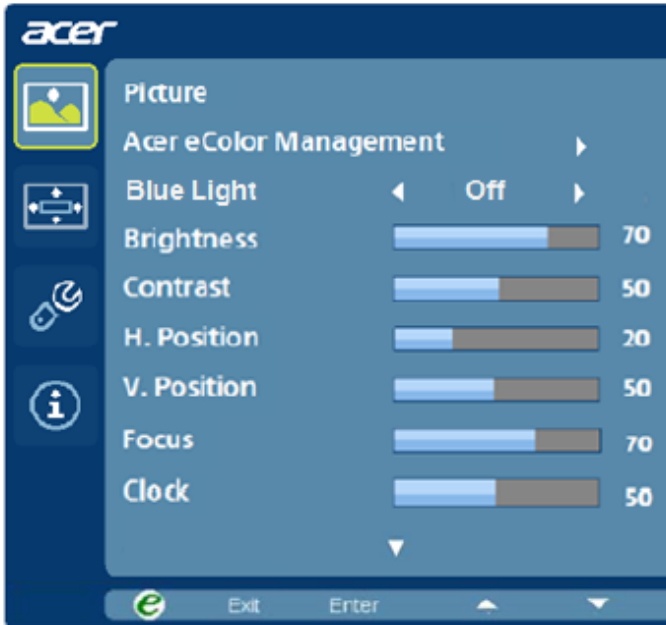 acer
Picture
Acer eColor Management
Blue Light Off
Brightness 70
Contrast 50
H. Position 20
V. Position 50
Focus 70
Clock 50
e Exit Enter